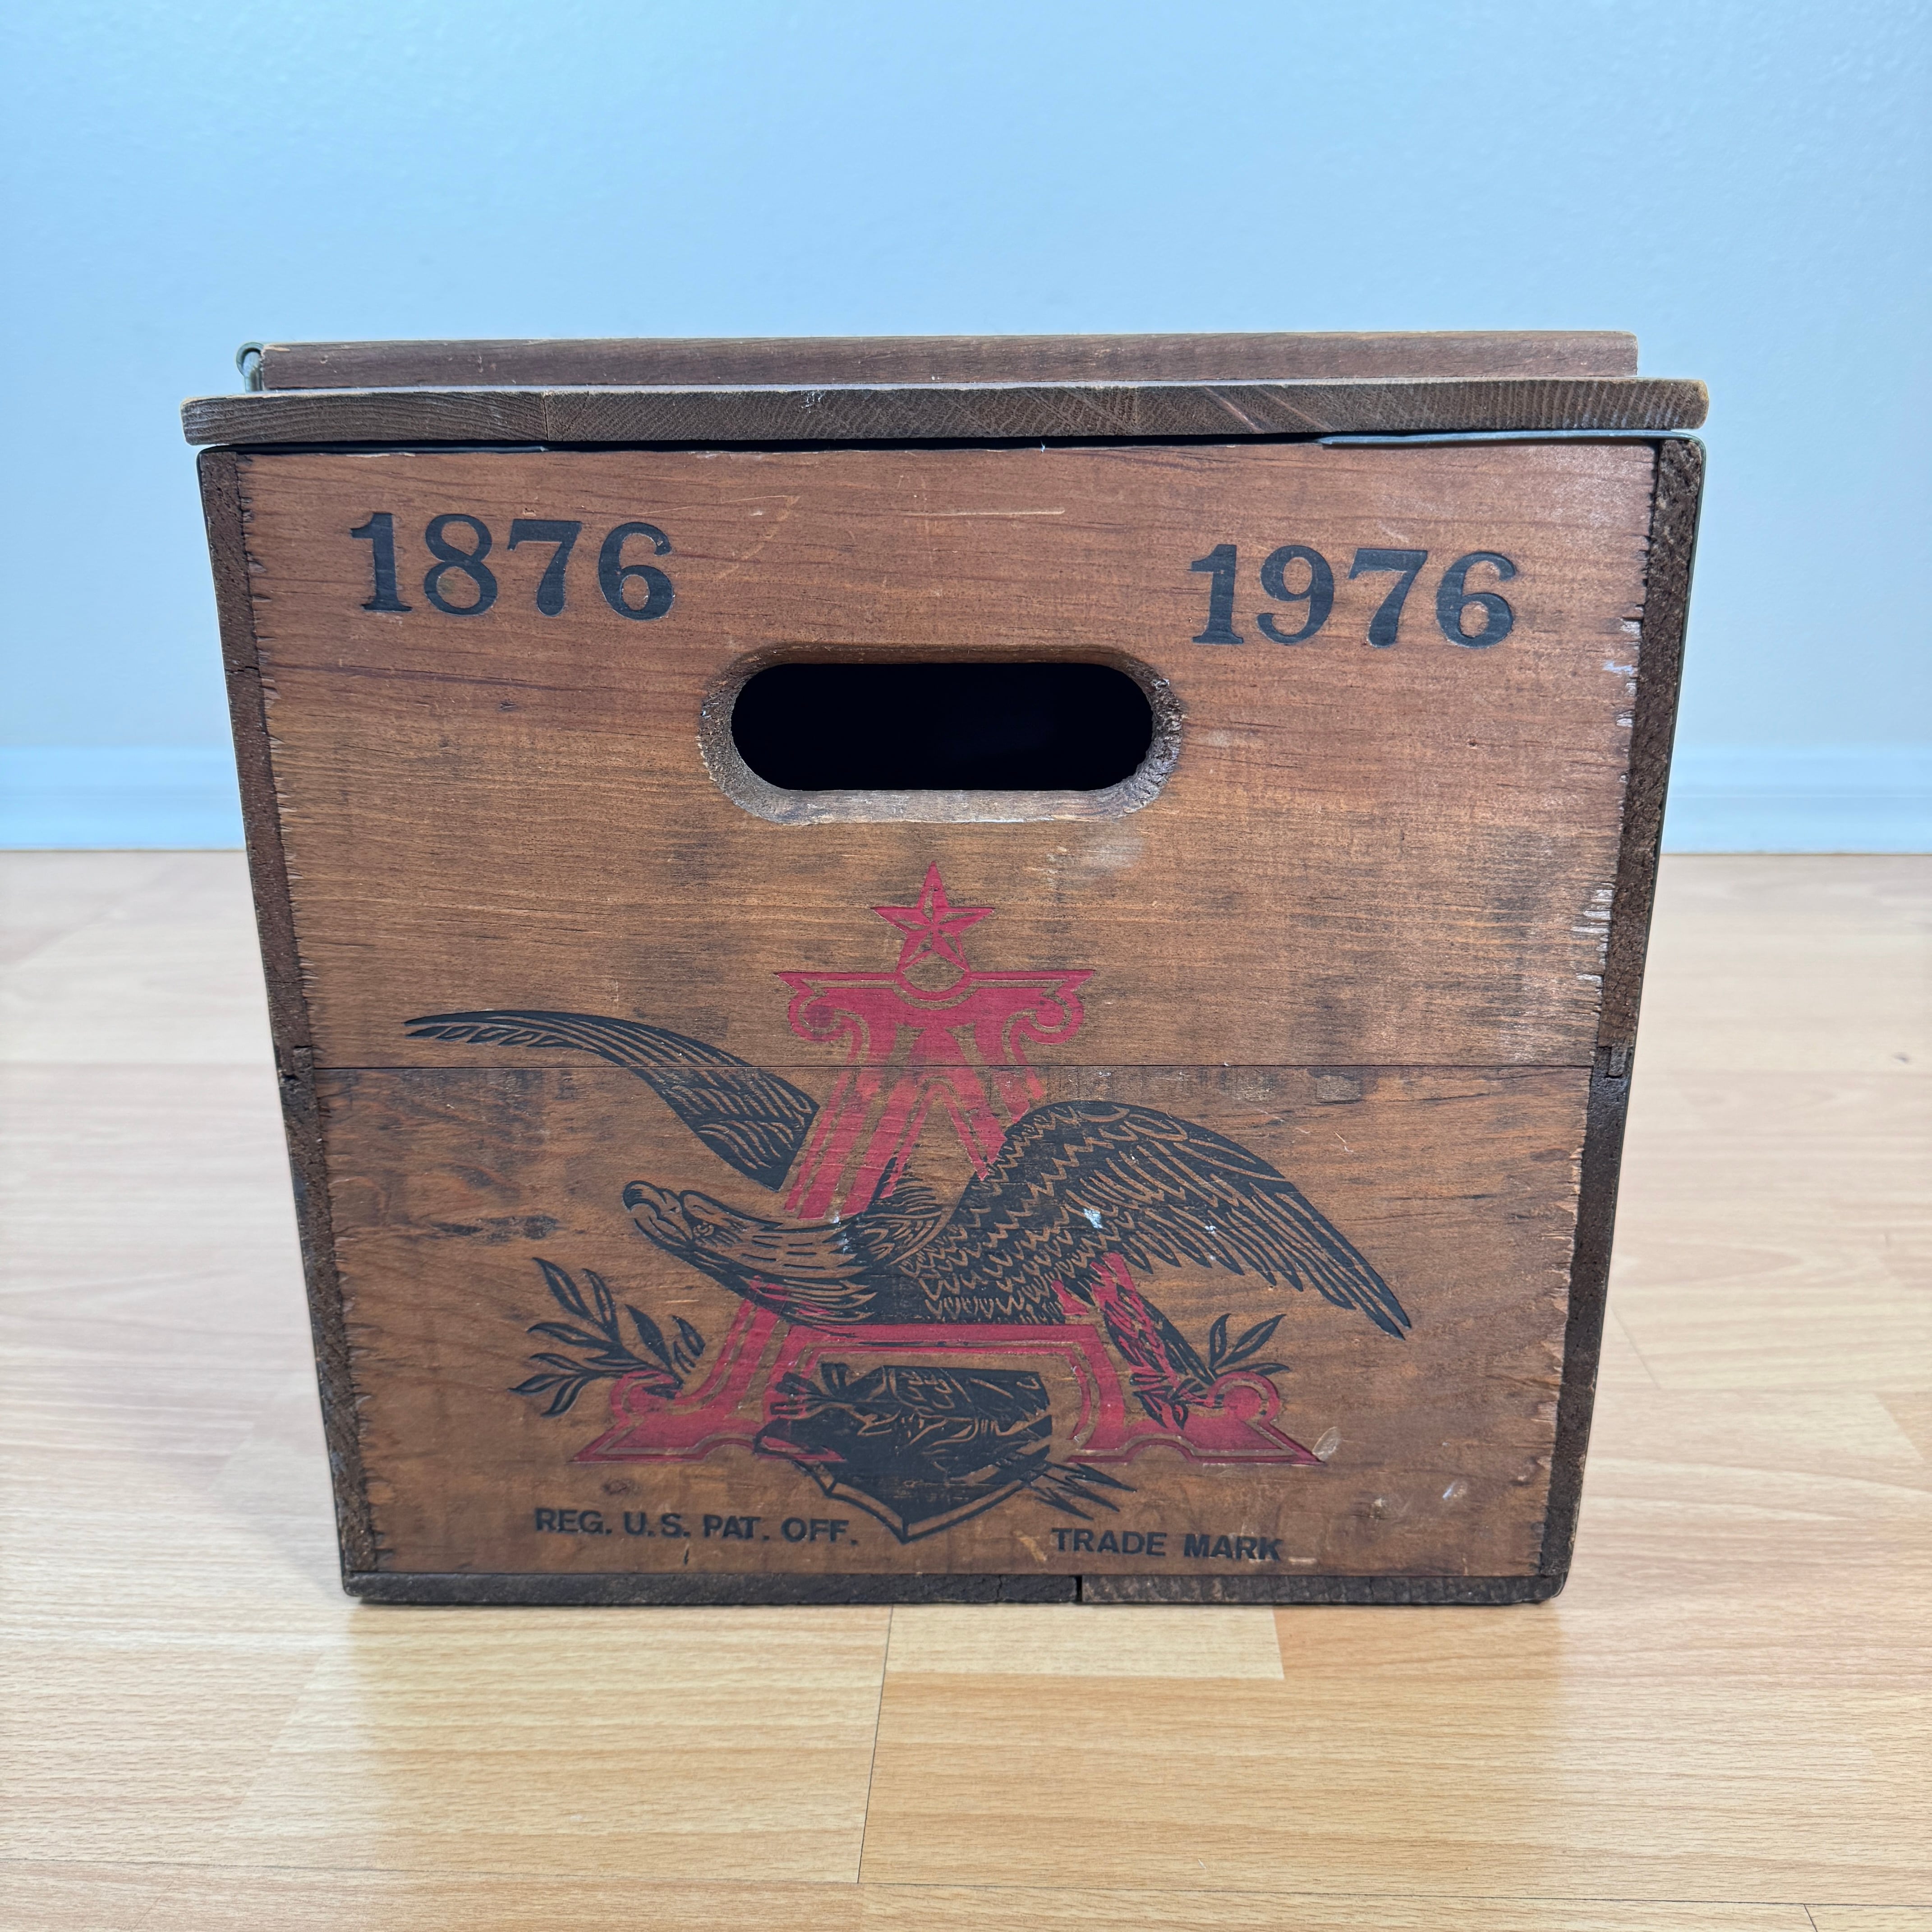 1876 1976
REG. U.S. PAT. OFF. TRADE MARK